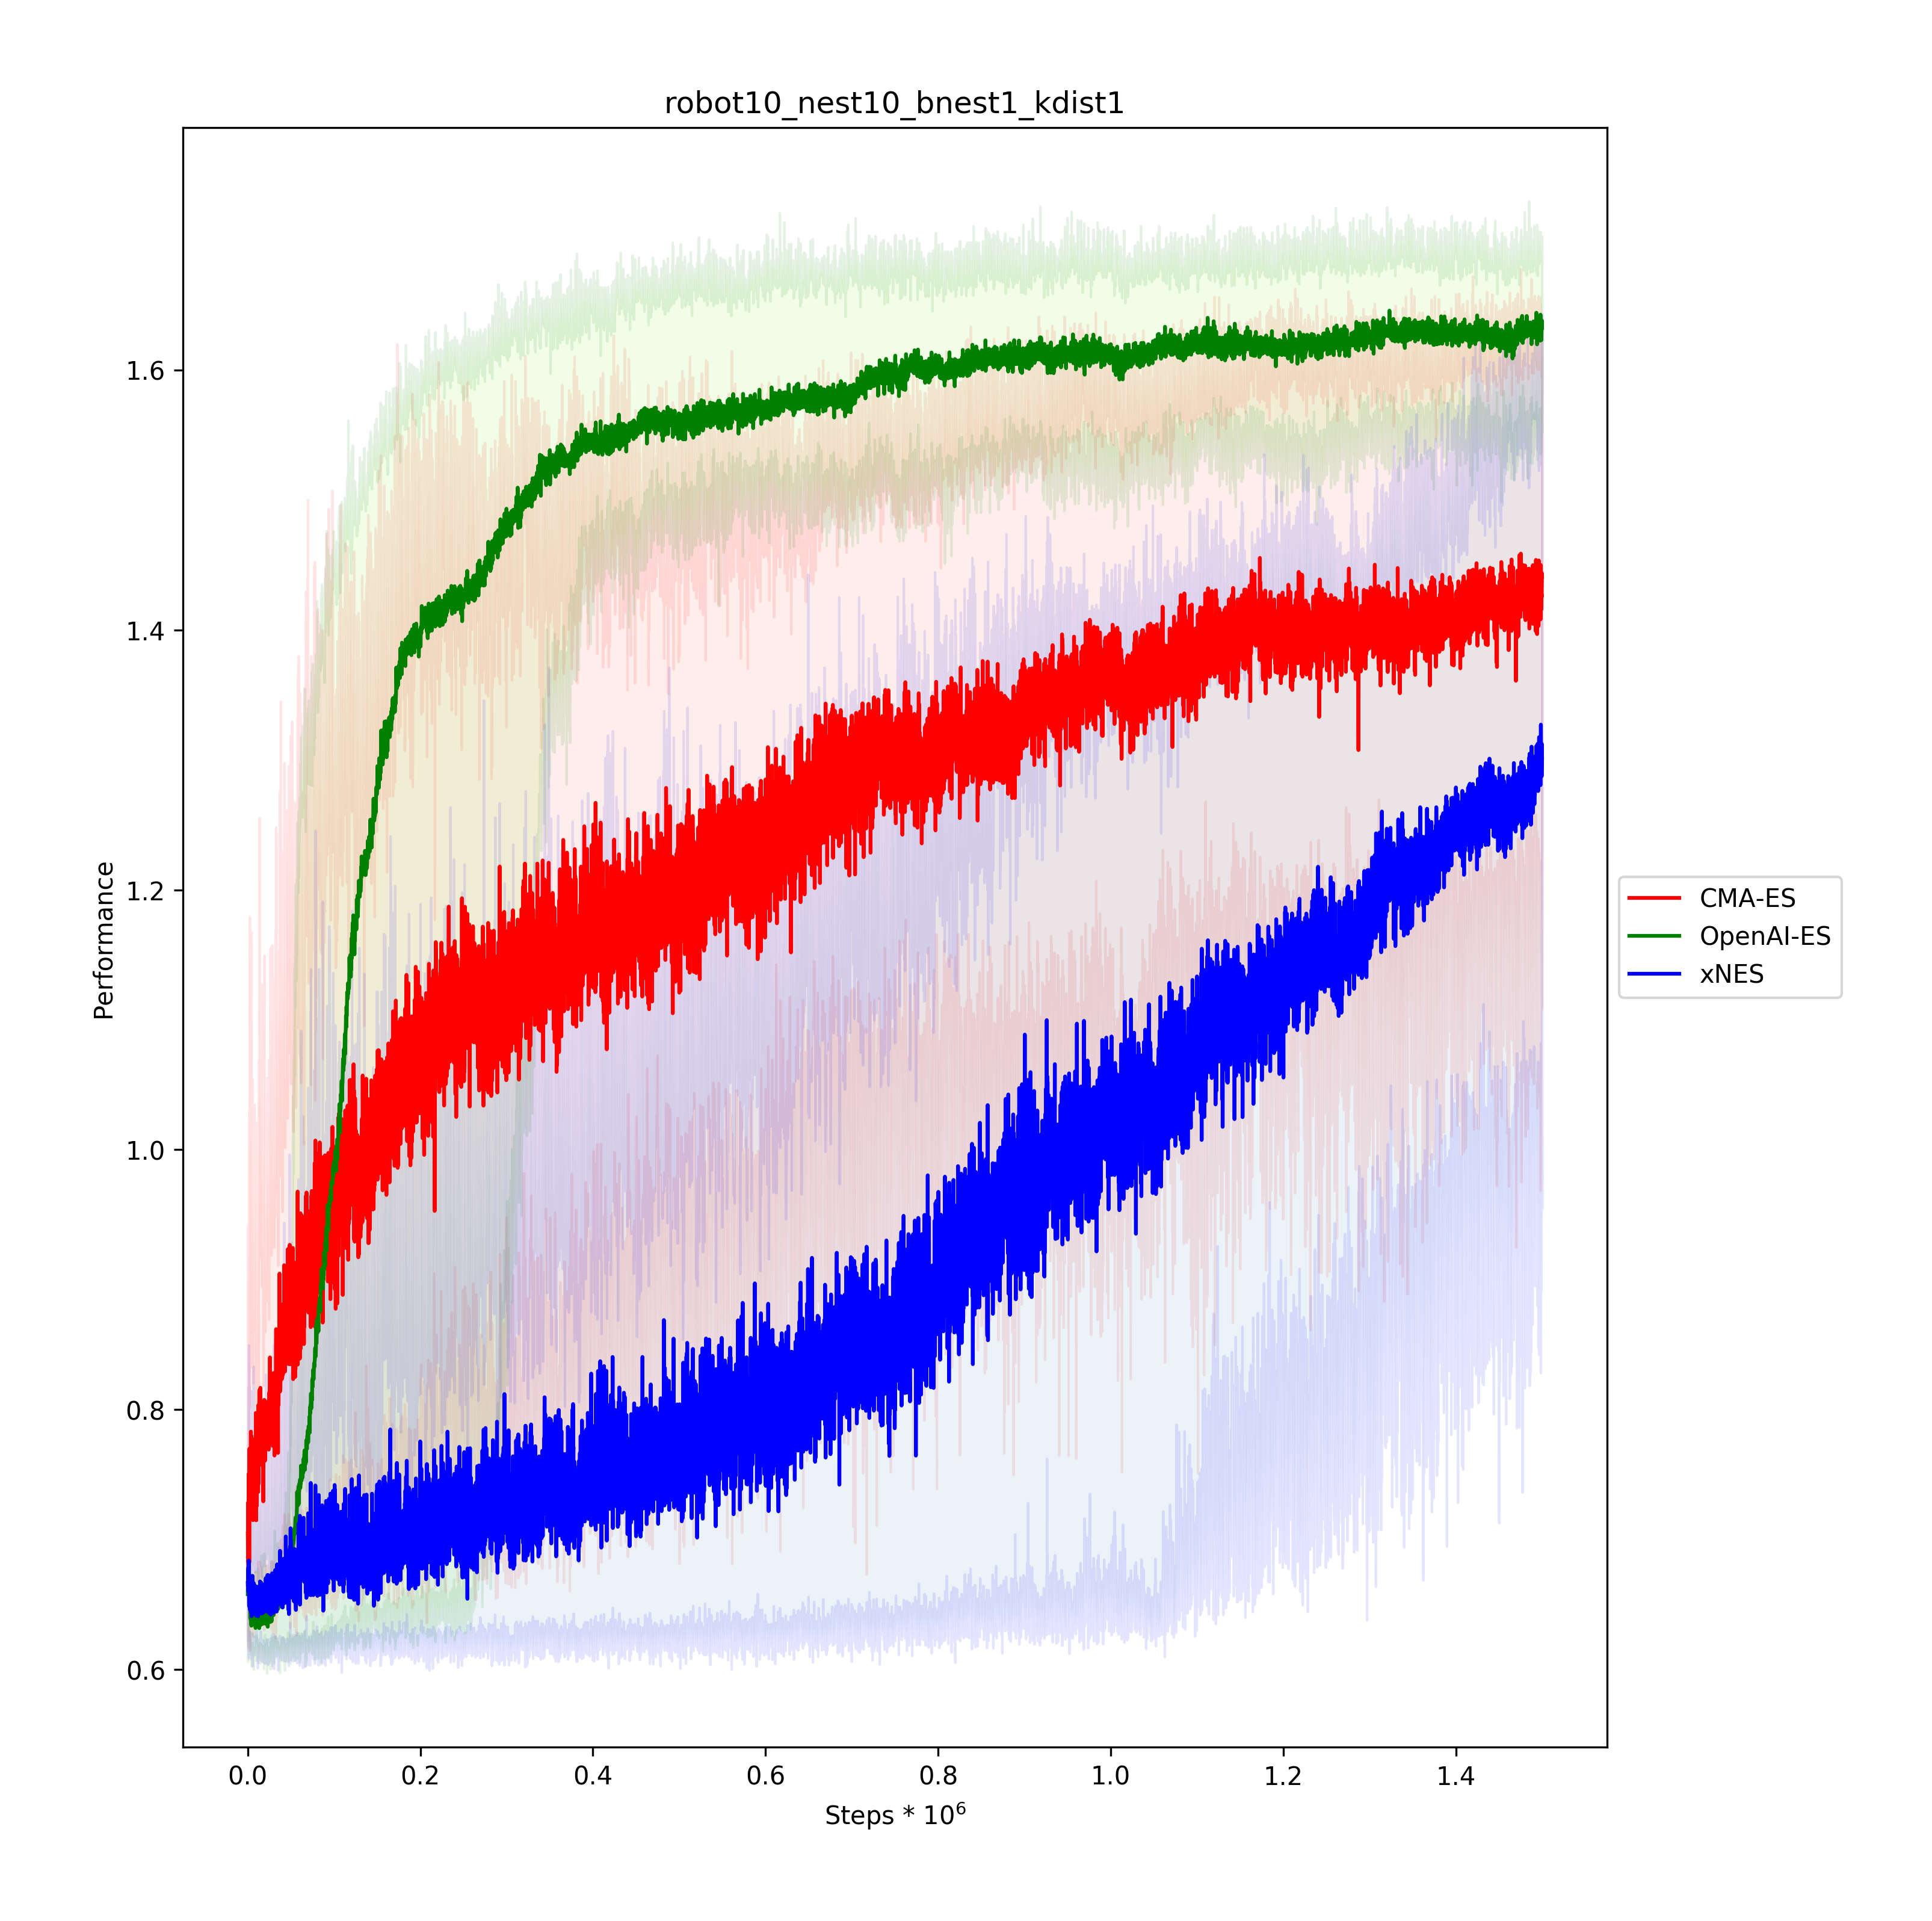 robot10_nest10_bnest1_kdist1
Performance
1.6
1.4
1.2
1.0
0.8
0.6
0.0 0.2 0.4 0.6 0.8 1.0 1.2 1.4
Steps * 10⁶
CMA-ES
OpenAI-ES
xNES